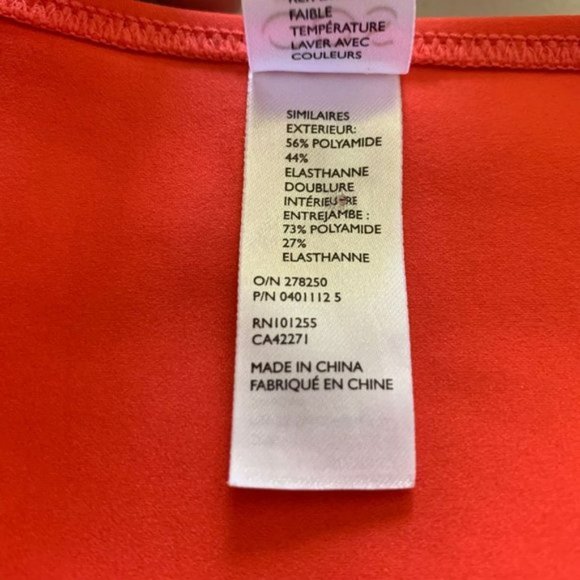 FAIBLE
TEMPÉRATURE
LAVER AVEC
COULEURS
SIMILAIRES
EXTERIEUR:
56% POLYAMIDE
44%
ELASTHANNE
DOUBLURE
INTÉRIEURE
ENTREJAMBE :
73% POLYAMIDE
27%
ELASTHANNE
O/N 278250
P/N 0401112 5
RN101255
CA42271
MADE IN CHINA
FABRIQUÉ EN CHINE